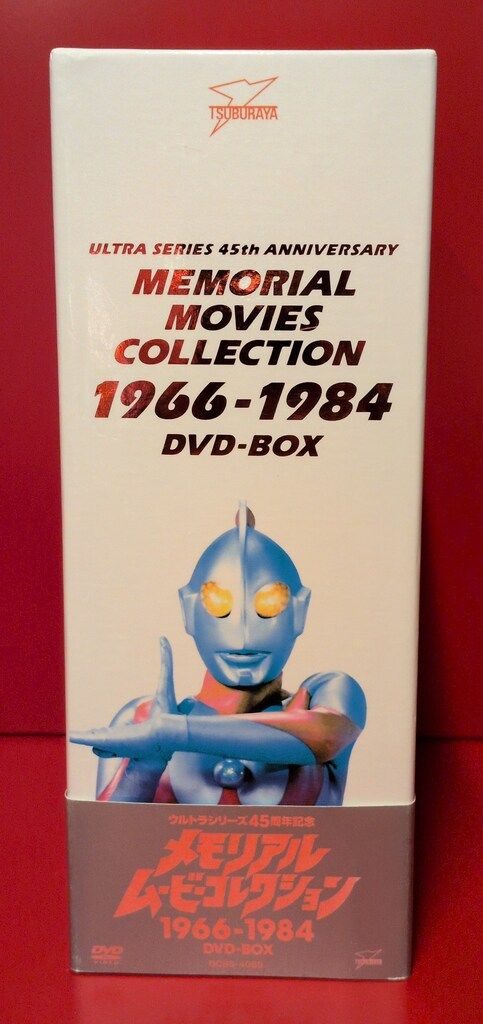 TSUBURAYA
ULTRA SERIES 45th ANNIVERSARY
MEMORIAL
MOVIES
COLLECTION
1966-1984
DVD-BOX
ウルトラシリーズ45周年記念
メモリアル
ムービーコレクション
1966-1984
DVD-BOX
DVD
VIDEO
TSUBURAYA